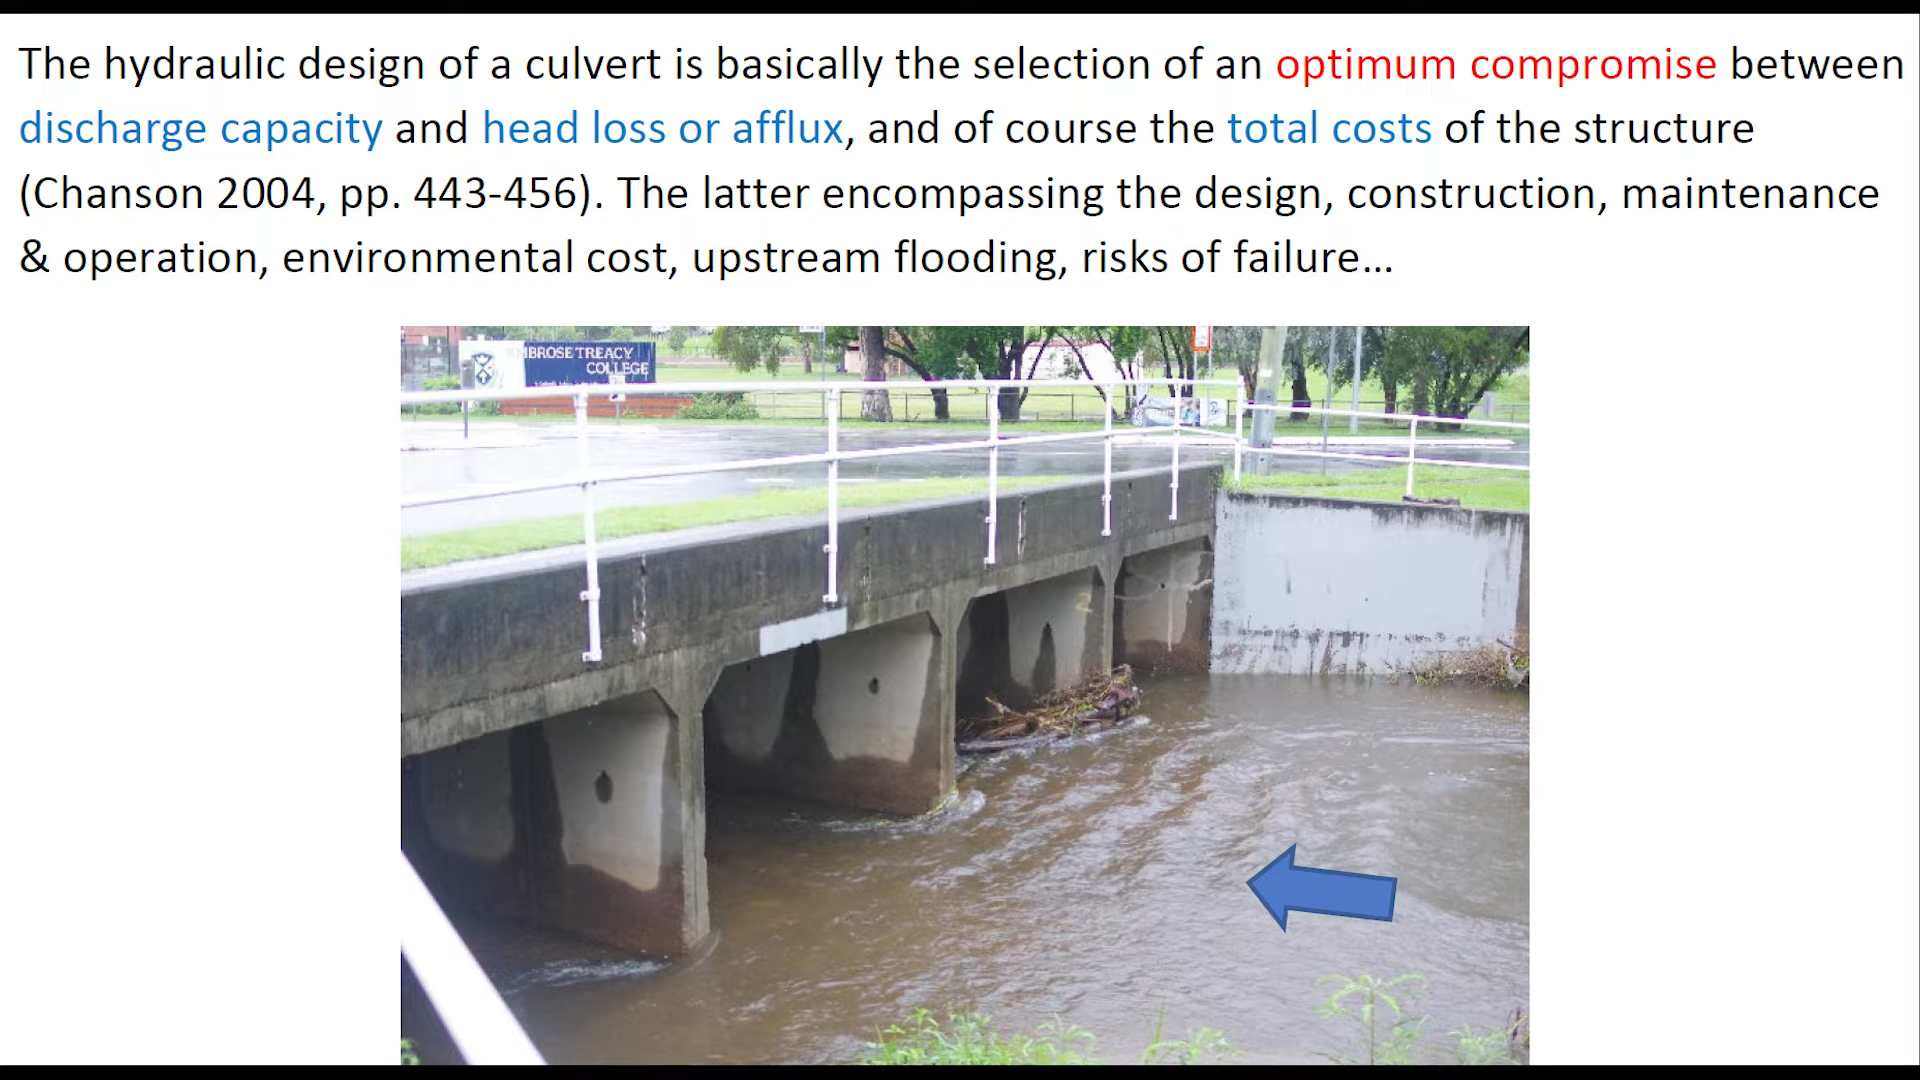 The hydraulic design of a culvert is basically the selection of an optimum compromise between
discharge capacity and head loss or afflux, and of course the total costs of the structure
(Chanson 2004, pp. 443-456). The latter encompassing the design, construction, maintenance
& operation, environmental cost, upstream flooding, risks of failure...
MBROSE TREACY
COLLEGE
2